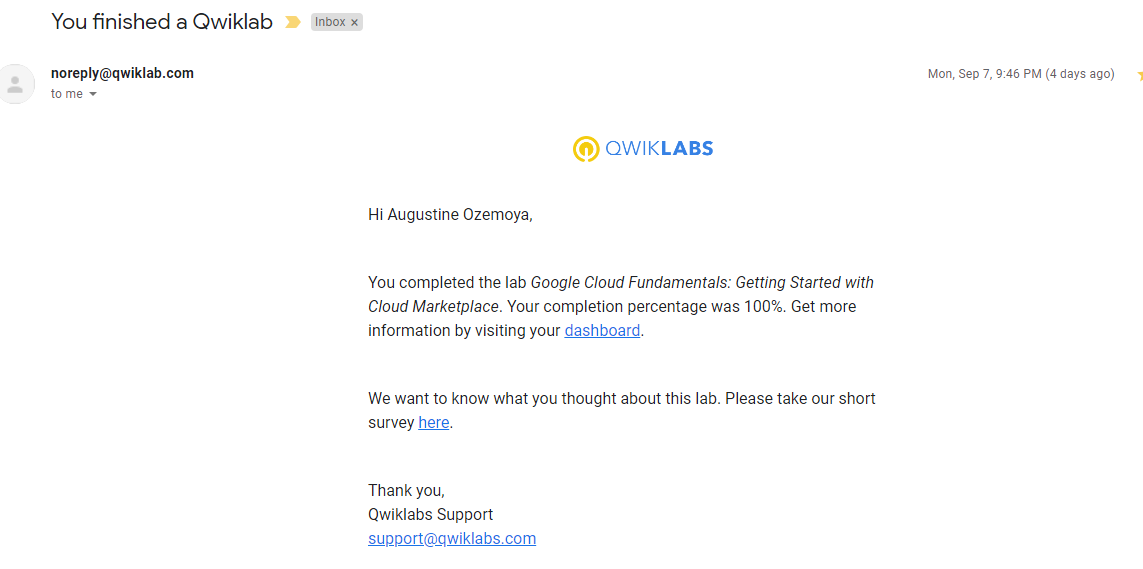 You finished a Qwiklab
Inbox ×
noreply@qwiklab.com
Mon, Sep 7, 9:46 PM (4 days ago)
to me
QWIKLABS
Hi Augustine Ozemoya,
You completed the lab Google Cloud Fundamentals: Getting Started with
Cloud Marketplace. Your completion percentage was 100%. Get more
information by visiting your dashboard.
We want to know what you thought about this lab. Please take our short
survey here.
Thank you,
Qwiklabs Support
support@qwiklabs.com